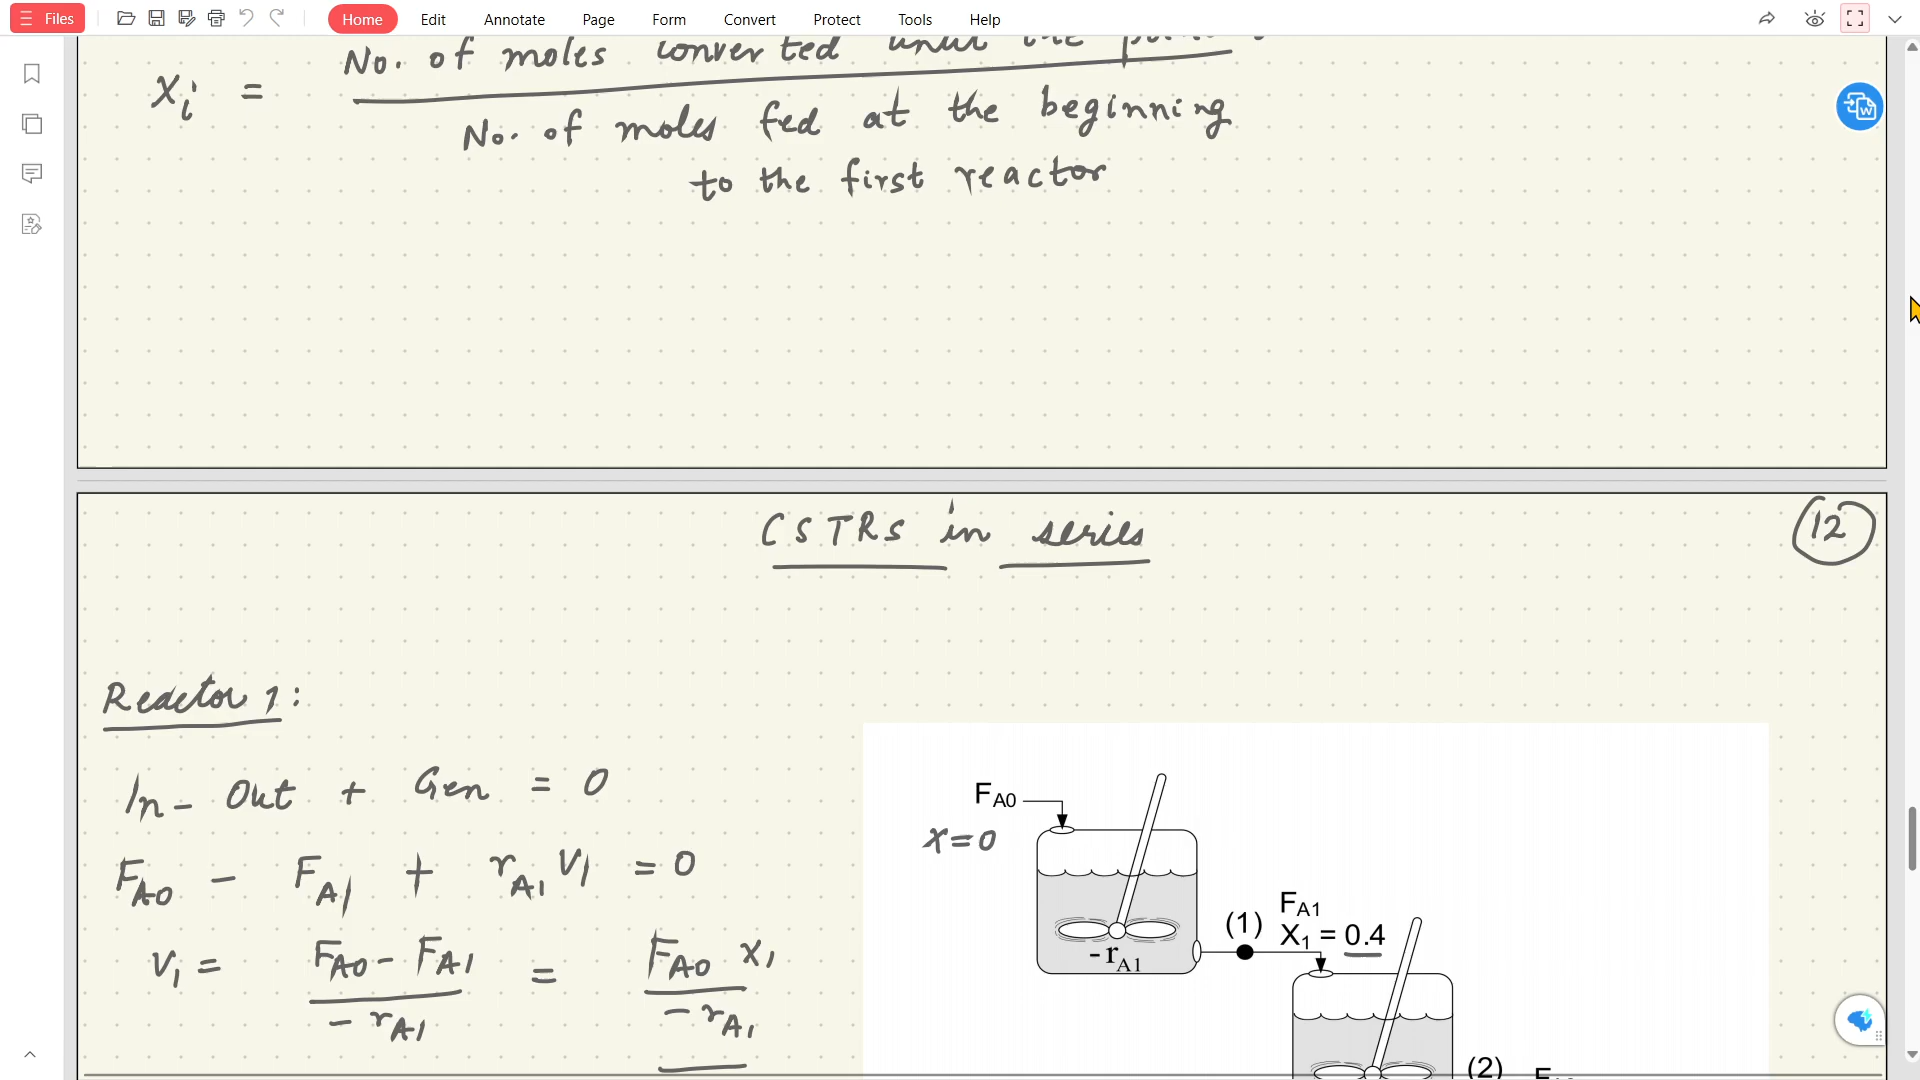 Files Home Edit Annotate Page Form Convert Protect Tools Help
No. of moles converted until the
Xi =
No. of moles fed at the beginning
to the first reactor
CSTRs in series
12
Reactor 1:
In - Out + Gen = 0
FA0 - FA1 + rA1 V1 = 0
V1 = FA0 - FA1 / - rA1 = FA0 X1 / - rA1
FA0
X = 0
-rA1
(1) FA1
X1 = 0.4
(2)
W